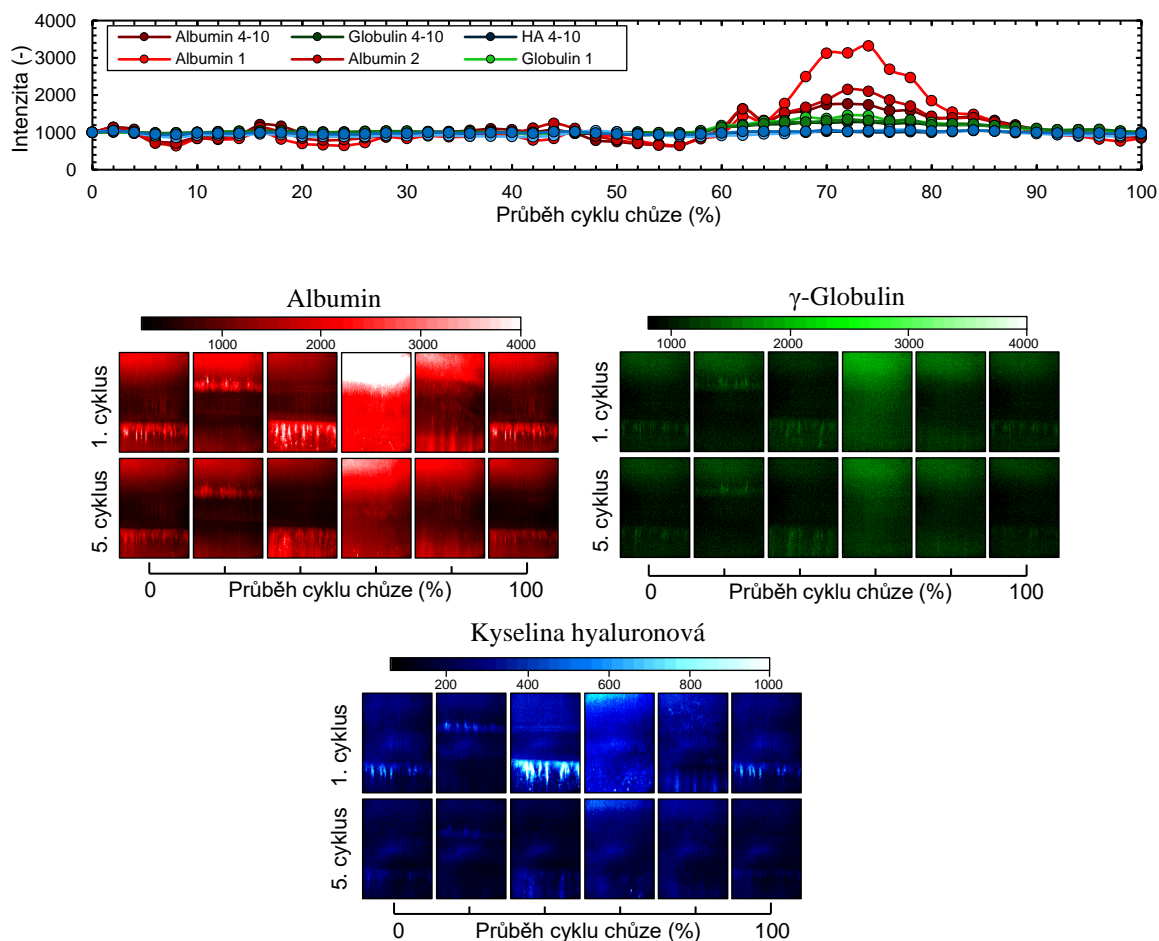 4000
3000
2000
1000
0
Intenzita (-)
Albumin 4-10 Globulin 4-10 HA 4-10
Albumin 1 Albumin 2 Globulin 1
0 10 20 30 40 50 60 70 80 90 100
Průběh cyklu chůze (%)
Albumin
1000 2000 3000 4000
1. cyklus
5. cyklus
0 Průběh cyklu chůze (%) 100
γ-Globulin
1000 2000 3000 4000
1. cyklus
5. cyklus
0 Průběh cyklu chůze (%) 100
Kyselina hyaluronová
200 400 600 800 1000
1. cyklus
5. cyklus
0 Průběh cyklu chůze (%) 100